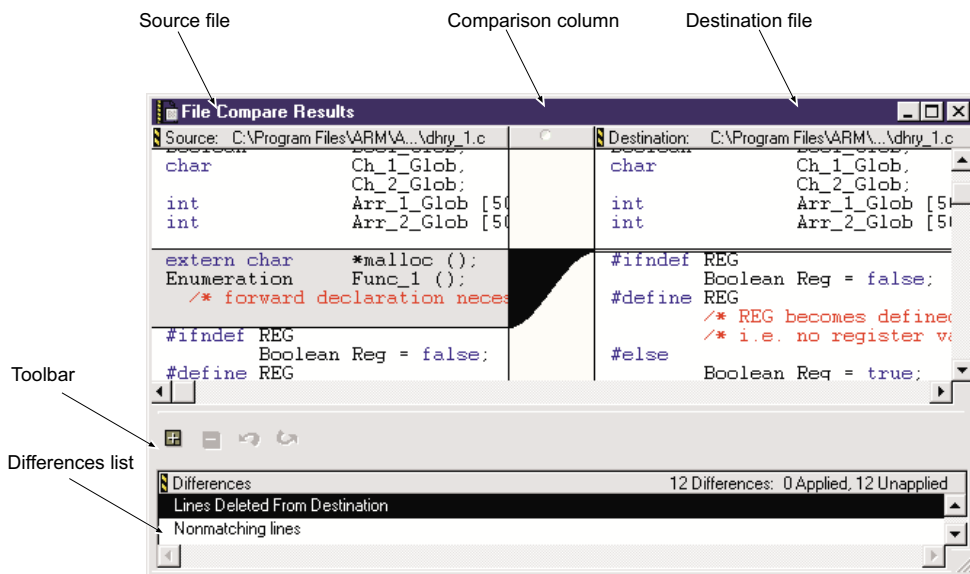 Source file
Comparison column
Destination file
File Compare Results
Source: C:\Program Files\ARM\A...\dhry_1.c
Destination: C:\Program Files\ARM\...\dhry_1.c
char Ch_1_Glob,
Ch_2_Glob;
int Arr_1_Glob [50
int Arr_2_Glob [50
extern char *malloc ();
Enumeration Func_1 ();
/* forward declaration neces
#ifndef REG
Boolean Reg = false;
#define REG
char Ch_1_Glob,
Ch_2_Glob;
int Arr_1_Glob [5
int Arr_2_Glob [5
#ifndef REG
Boolean Reg = false;
#define REG
/* REG becomes defined
/* i.e. no register va
#else
Boolean Reg = true;
Toolbar
Differences list
Differences
12 Differences: 0 Applied, 12 Unapplied
Lines Deleted From Destination
Nonmatching lines